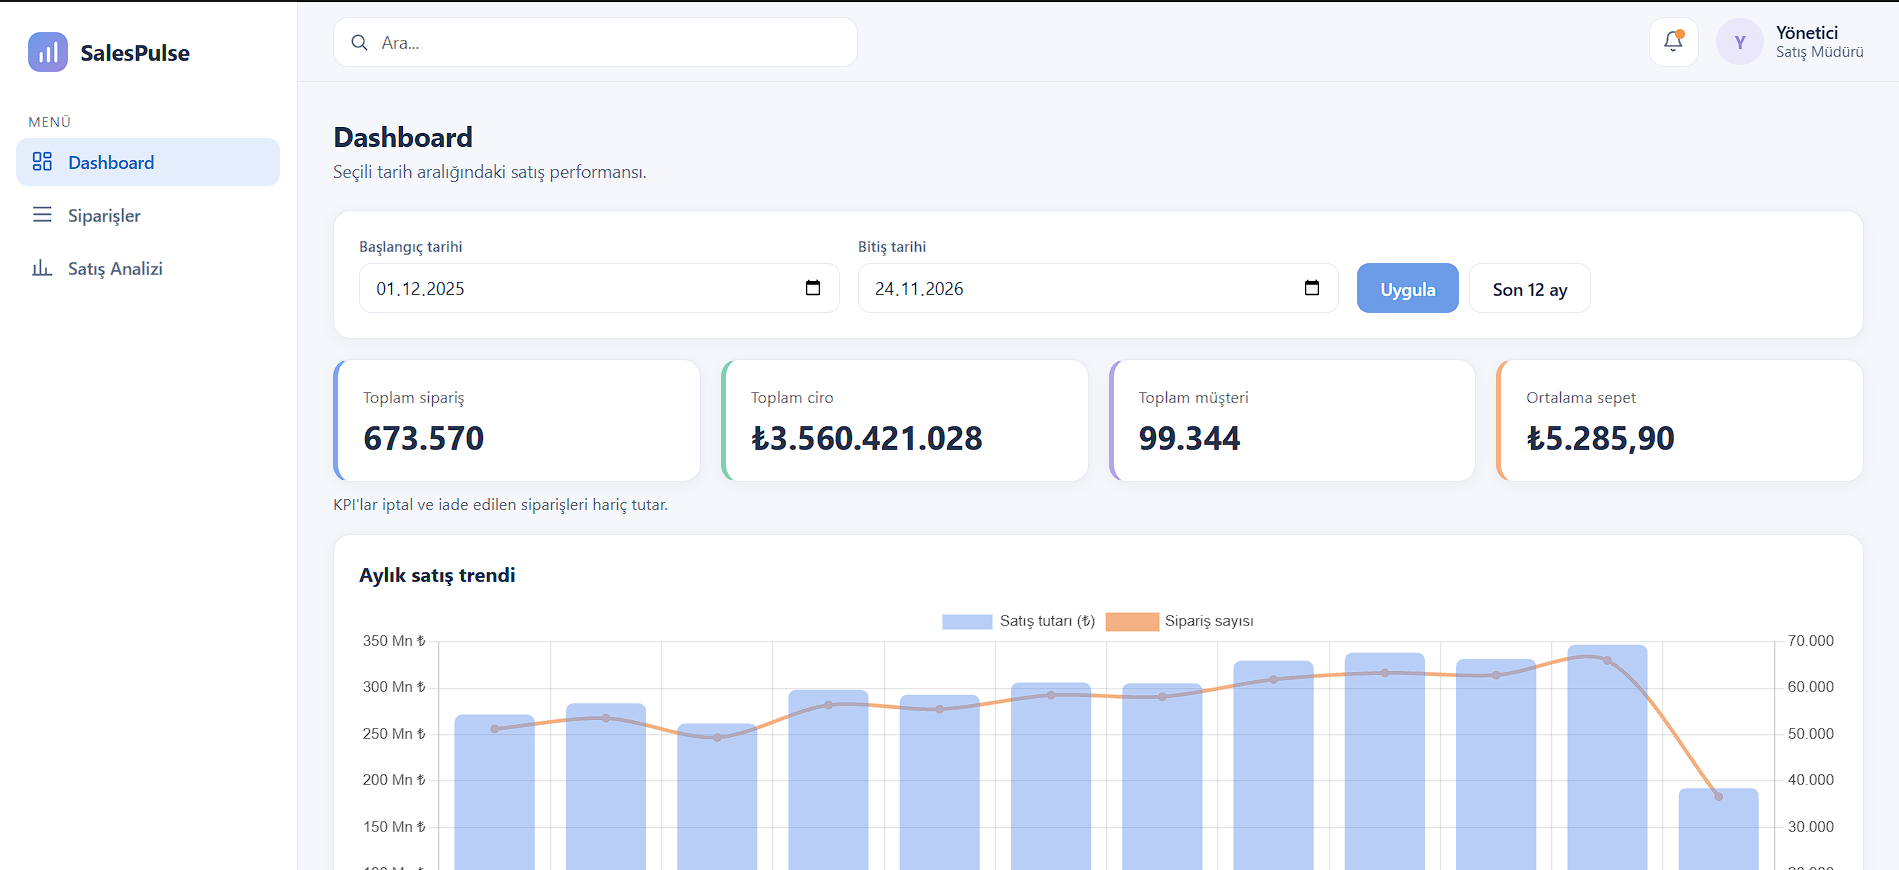 SalesPulse
Ara...
Y
Yönetici
Satış Müdürü
MENÜ
Dashboard
Siparişler
Satış Analizi
Dashboard
Seçili tarih aralığındaki satış performansı.
Başlangıç tarihi
Bitiş tarihi
01.12.2025
24.11.2026
Uygula
Son 12 ay
Toplam sipariş
673.570
Toplam ciro
₺3.560.421.028
Toplam müşteri
99.344
Ortalama sepet
₺5.285,90
KPI'lar iptal ve iade edilen siparişleri hariç tutar.
Aylık satış trendi
Satış tutarı (₺)
Sipariş sayısı
350 Mn ₺
70.000
300 Mn ₺
60.000
250 Mn ₺
50.000
200 Mn ₺
40.000
150 Mn ₺
30.000